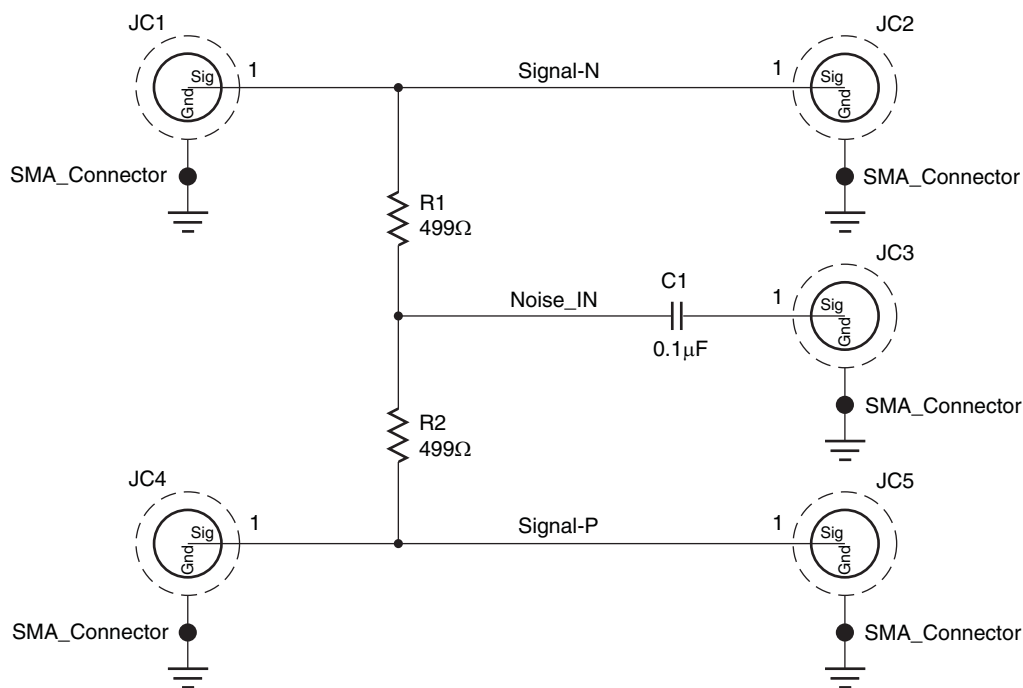 JC1
JC2
Sig
1
Signal-N
1
Sig
Gnd
Gnd
SMA_Connector
SMA_Connector
R1
499Ω
JC3
C1
Noise_IN
1
Sig
Gnd
0.1μF
SMA_Connector
R2
499Ω
JC4
JC5
Sig
1
Signal-P
1
Sig
Gnd
Gnd
SMA_Connector
SMA_Connector